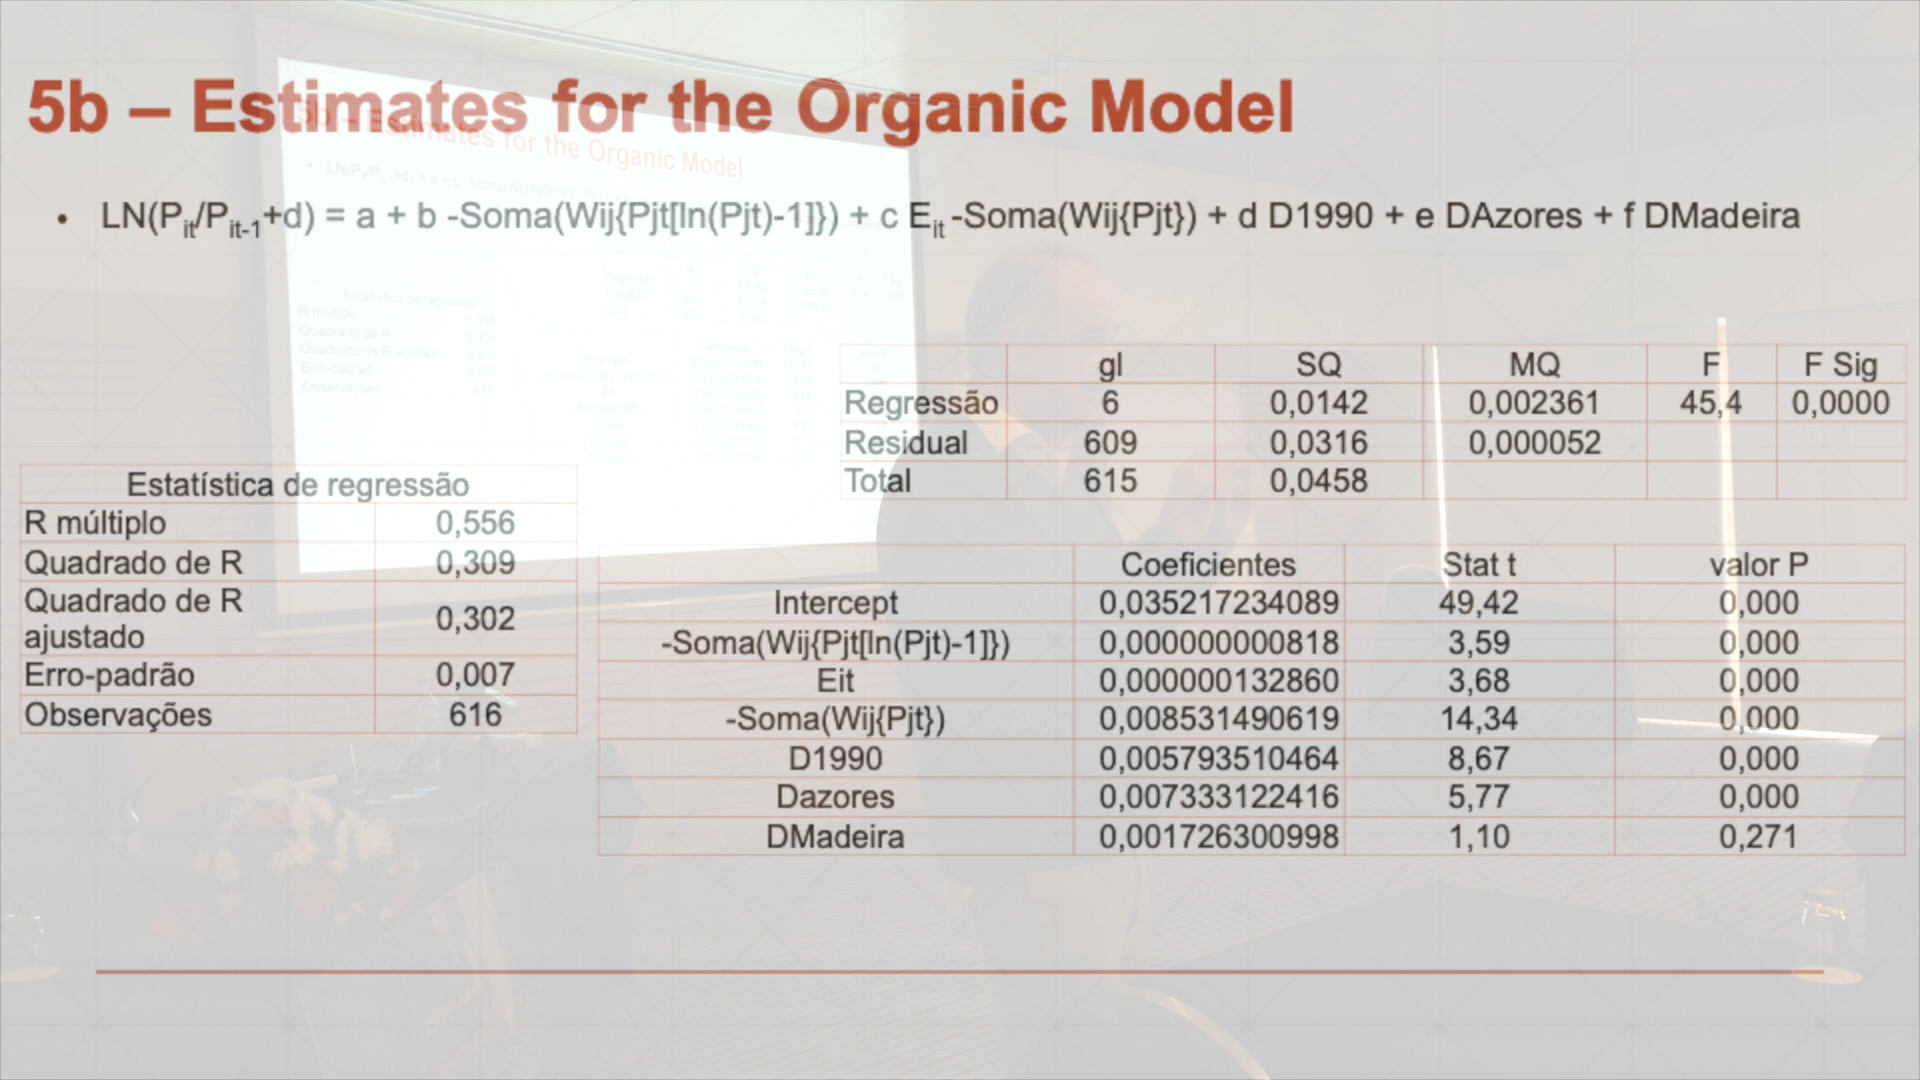 5b – Estimates for the Organic Model
• LN(Pit/Pit-1+d) = a + b -Soma(Wij{Pjt[ln(Pjt)-1]}) + c Eit -Soma(Wij{Pjt}) + d D1990 + e DAzores + f DMadeira
gl SQ MQ F F Sig
Regressão 6 0,0142 0,002361 45,4 0,0000
Residual 609 0,0316 0,000052
Total 615 0,0458
Estatística de regressão
R múltiplo 0,556
Quadrado de R 0,309
Quadrado de R
ajustado 0,302
Erro-padrão 0,007
Observações 616
Coeficientes Stat t valor P
Intercept 0,035217234089 49,42 0,000
-Soma(Wij{Pjt[ln(Pjt)-1]}) 0,000000000818 3,59 0,000
Eit 0,000000132860 3,68 0,000
-Soma(Wij{Pjt}) 0,008531490619 14,34 0,000
D1990 0,005793510464 8,67 0,000
Dazores 0,007333122416 5,77 0,000
DMadeira 0,001726300998 1,10 0,271
5b – Estimates for the Organic Model